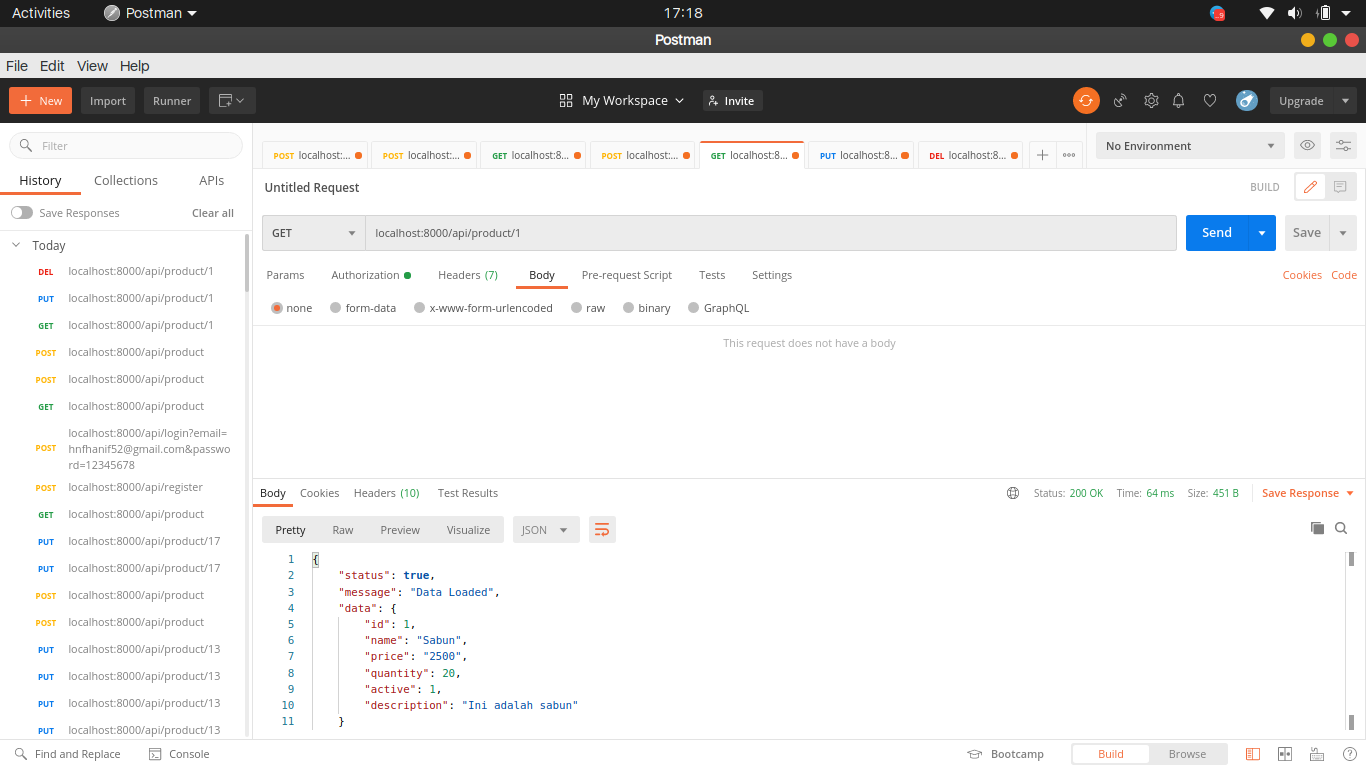 Activities Postman 17:18
Postman
File Edit View Help
New Import Runner My Workspace Invite Upgrade
Filter
History Collections APIs
Save Responses Clear all
Today
DEL localhost:8000/api/product/1
PUT localhost:8000/api/product/1
GET localhost:8000/api/product/1
POST localhost:8000/api/product
POST localhost:8000/api/product
GET localhost:8000/api/product
POST localhost:8000/api/login?email=
hnfhanif52@gmail.com&passwo
rd=12345678
POST localhost:8000/api/register
GET localhost:8000/api/product
PUT localhost:8000/api/product/17
PUT localhost:8000/api/product/17
POST localhost:8000/api/product
POST localhost:8000/api/product
PUT localhost:8000/api/product/13
PUT localhost:8000/api/product/13
PUT localhost:8000/api/product/13
PUT localhost:8000/api/product/13
POST localhost:... POST localhost:... GET localhost:8... POST localhost:... GET localhost:8... PUT localhost:8... DEL localhost:8... No Environment
Untitled Request BUILD
GET localhost:8000/api/product/1 Send Save
Params Authorization Headers (7) Body Pre-request Script Tests Settings Cookies Code
none form-data x-www-form-urlencoded raw binary GraphQL
This request does not have a body
Body Cookies Headers (10) Test Results Status: 200 OK Time: 64 ms Size: 451 B Save Response
Pretty Raw Preview Visualize JSON
1 {
2 "status": true,
3 "message": "Data Loaded",
4 "data": {
5 "id": 1,
6 "name": "Sabun",
7 "price": "2500",
8 "quantity": 20,
9 "active": 1,
10 "description": "Ini adalah sabun"
11 }
Find and Replace Console Bootcamp Build Browse